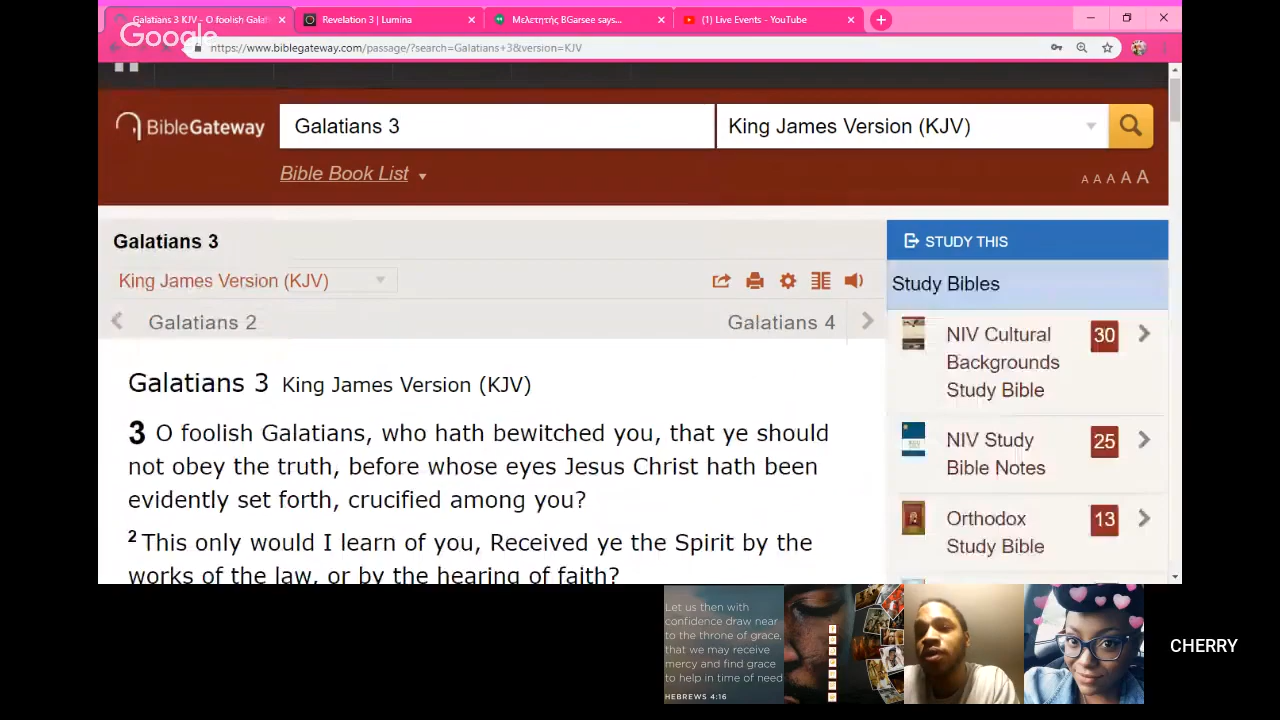 Galatians 3 KJV - O foolish Galat
Revelation 3 | Lumina
Μελετητής BGarsee says...
(1) Live Events - YouTube
Google
https://www.biblegateway.com/passage/?search=Galatians+3&version=KJV
BibleGateway
Galatians 3
King James Version (KJV)
Bible Book List
A A A A A
Galatians 3
King James Version (KJV)
Galatians 2
Galatians 4
Galatians 3 King James Version (KJV)
3 O foolish Galatians, who hath bewitched you, that ye should
not obey the truth, before whose eyes Jesus Christ hath been
evidently set forth, crucified among you?
2 This only would I learn of you, Received ye the Spirit by the
works of the law, or by the hearing of faith?
STUDY THIS
Study Bibles
NIV Cultural
Backgrounds
Study Bible
30
NIV Study
Bible Notes
25
Orthodox
Study Bible
13
Let us then with
confidence draw near
to the throne of grace,
that we may receive
mercy and find grace
to help in time of need
HEBREWS 4:16
CHERRY